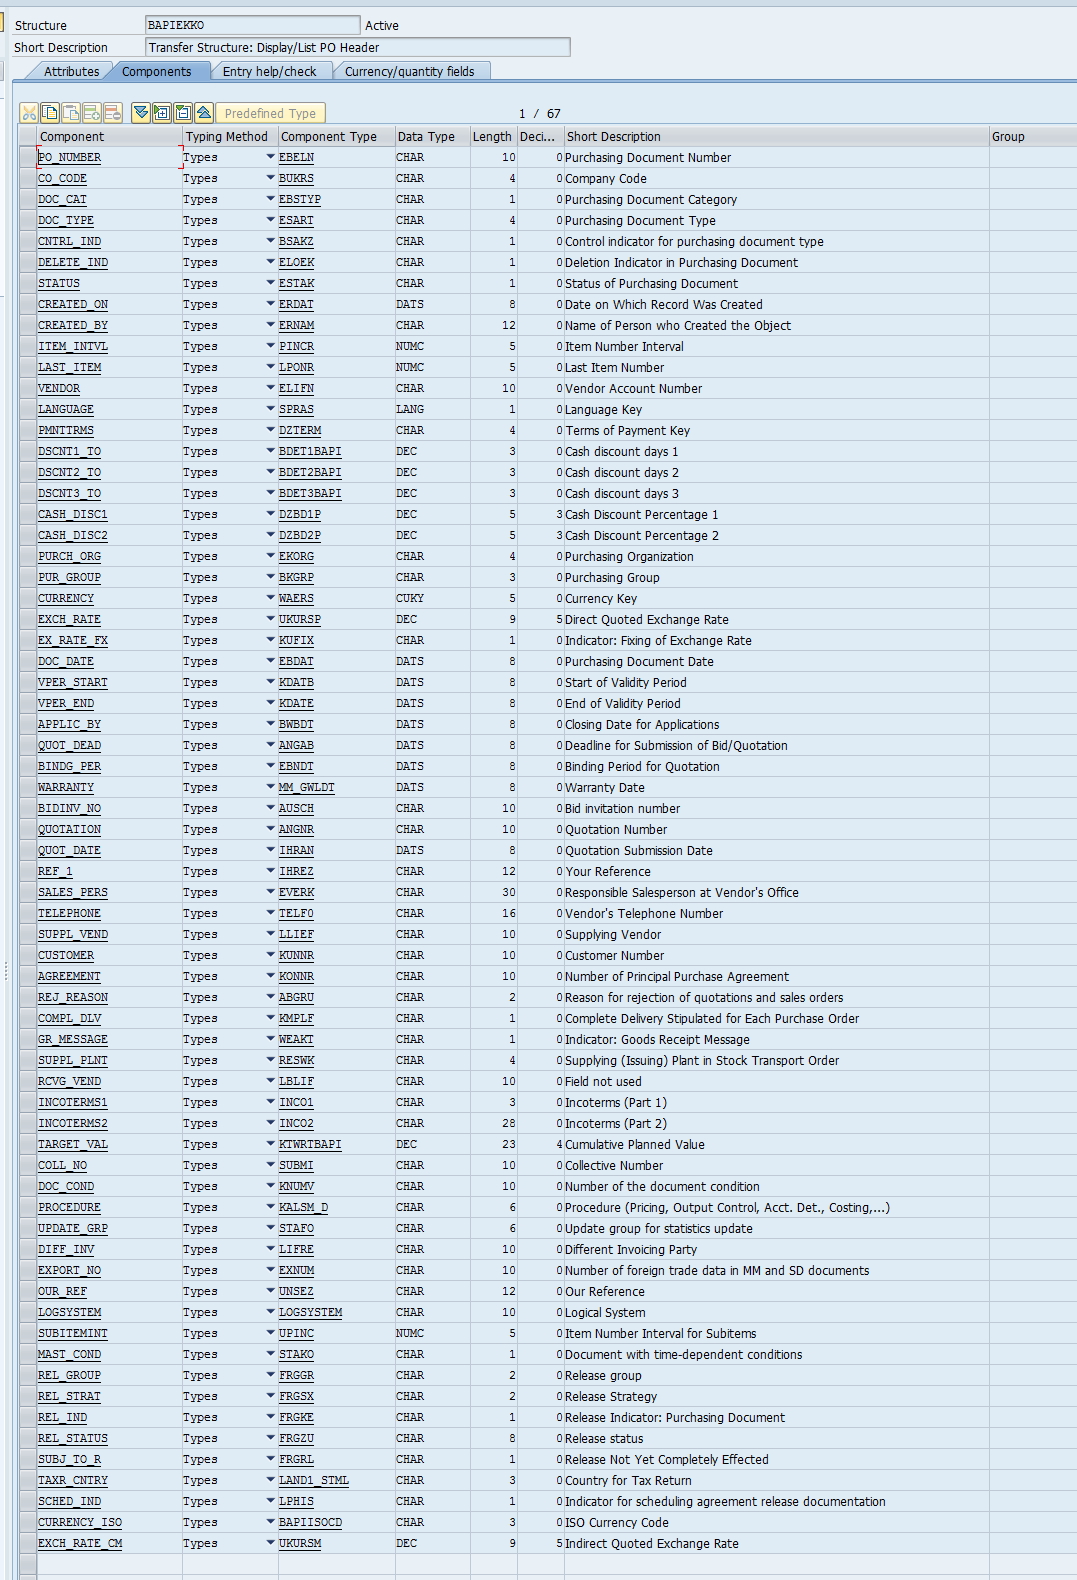 Structure BAPIEKKO Active
Short Description Transfer Structure: Display/List PO Header
Attributes Components Entry help/check Currency/quantity fields
Predefined Type 1 / 67
Component Typing Method Component Type Data Type Length Deci... Short Description Group
PO_NUMBER Types EBELN CHAR 10 0 Purchasing Document Number
CO_CODE Types BUKRS CHAR 4 0 Company Code
DOC_CAT Types EBSTYP CHAR 1 0 Purchasing Document Category
DOC_TYPE Types ESART CHAR 4 0 Purchasing Document Type
CNTRL_IND Types BSAKZ CHAR 1 0 Control indicator for purchasing document type
DELETE_IND Types ELOEK CHAR 1 0 Deletion Indicator in Purchasing Document
STATUS Types ESTAK CHAR 1 0 Status of Purchasing Document
CREATED_ON Types ERDAT DATS 8 0 Date on Which Record Was Created
CREATED_BY Types ERNAM CHAR 12 0 Name of Person who Created the Object
ITEM_INTVL Types PINCR NUMC 5 0 Item Number Interval
LAST_ITEM Types LPONR NUMC 5 0 Last Item Number
VENDOR Types ELIFN CHAR 10 0 Vendor Account Number
LANGUAGE Types SPRAS LANG 1 0 Language Key
PMNTTRMS Types DZTERM CHAR 4 0 Terms of Payment Key
DSCNT1_TO Types BDET1BAPI DEC 3 0 Cash discount days 1
DSCNT2_TO Types BDET2BAPI DEC 3 0 Cash discount days 2
DSCNT3_TO Types BDET3BAPI DEC 3 0 Cash discount days 3
CASH_DISC1 Types DZBD1P DEC 5 3 Cash Discount Percentage 1
CASH_DISC2 Types DZBD2P DEC 5 3 Cash Discount Percentage 2
PURCH_ORG Types EKORG CHAR 4 0 Purchasing Organization
PUR_GROUP Types BKGRP CHAR 3 0 Purchasing Group
CURRENCY Types WAERS CUKY 5 0 Currency Key
EXCH_RATE Types UKURSP DEC 9 5 Direct Quoted Exchange Rate
EX_RATE_FX Types KUFIX CHAR 1 0 Indicator: Fixing of Exchange Rate
DOC_DATE Types EBDAT DATS 8 0 Purchasing Document Date
VPER_START Types KDATB DATS 8 0 Start of Validity Period
VPER_END Types KDATE DATS 8 0 End of Validity Period
APPLIC_BY Types BWBDT DATS 8 0 Closing Date for Applications
QUOT_DEAD Types ANGAB DATS 8 0 Deadline for Submission of Bid/Quotation
BINDG_PER Types EBNDT DATS 8 0 Binding Period for Quotation
WARRANTY Types MM_GWLDT DATS 8 0 Warranty Date
BIDINV_NO Types AUSCH CHAR 10 0 Bid invitation number
QUOTATION Types ANGNR CHAR 10 0 Quotation Number
QUOT_DATE Types IHRAN DATS 8 0 Quotation Submission Date
REF_1 Types IHREZ CHAR 12 0 Your Reference
SALES_PERS Types EVERK CHAR 30 0 Responsible Salesperson at Vendor's Office
TELEPHONE Types TELF0 CHAR 16 0 Vendor's Telephone Number
SUPPL_VEND Types LLIEF CHAR 10 0 Supplying Vendor
CUSTOMER Types KUNNR CHAR 10 0 Customer Number
AGREEMENT Types KONNR CHAR 10 0 Number of Principal Purchase Agreement
REJ_REASON Types ABGRU CHAR 2 0 Reason for rejection of quotations and sales orders
COMPL_DLV Types KMPLF CHAR 1 0 Complete Delivery Stipulated for Each Purchase Order
GR_MESSAGE Types WEAKT CHAR 1 0 Indicator: Goods Receipt Message
SUPPL_PLNT Types RESWK CHAR 4 0 Supplying (Issuing) Plant in Stock Transport Order
RCVG_VEND Types LBLIF CHAR 10 0 Field not used
INCOTERMS1 Types INCO1 CHAR 3 0 Incoterms (Part 1)
INCOTERMS2 Types INCO2 CHAR 28 0 Incoterms (Part 2)
TARGET_VAL Types KTWRTBAPI DEC 23 4 Cumulative Planned Value
COLL_NO Types SUBMI CHAR 10 0 Collective Number
DOC_COND Types KNUMV CHAR 10 0 Number of the document condition
PROCEDURE Types KALSM_D CHAR 6 0 Procedure (Pricing, Output Control, Acct. Det., Costing,...)
UPDATE_GRP Types STAFO CHAR 6 0 Update group for statistics update
DIFF_INV Types LIFRE CHAR 10 0 Different Invoicing Party
EXPORT_NO Types EXNUM CHAR 10 0 Number of foreign trade data in MM and SD documents
OUR_REF Types UNSEZ CHAR 12 0 Our Reference
LOGSYSTEM Types LOGSYSTEM CHAR 10 0 Logical System
SUBITEMINT Types UPINC NUMC 5 0 Item Number Interval for Subitems
MAST_COND Types STAKO CHAR 1 0 Document with time-dependent conditions
REL_GROUP Types FRGGR CHAR 2 0 Release group
REL_STRAT Types FRGSX CHAR 2 0 Release Strategy
REL_IND Types FRGKE CHAR 1 0 Release Indicator: Purchasing Document
REL_STATUS Types FRGZU CHAR 8 0 Release status
SUBJ_TO_R Types FRGRL CHAR 1 0 Release Not Yet Completely Effected
TAXR_CNTRY Types LAND1_STML CHAR 3 0 Country for Tax Return
SCHED_IND Types LPHIS CHAR 1 0 Indicator for scheduling agreement release documentation
CURRENCY_ISO Types BAPIISOCD CHAR 3 0 ISO Currency Code
EXCH_RATE_CM Types UKURSM DEC 9 5 Indirect Quoted Exchange Rate